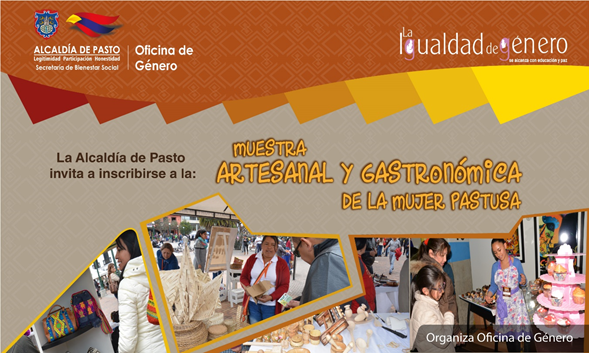 ALCALDÍA DE PASTO
Legitimidad Participación Honestidad
Secretaría de Bienestar Social
Oficina de
Género
La
Igualdad de género
se alcanza con educación y paz
La Alcaldía de Pasto
invita a inscribirse a la:
MUESTRA
ARTESANAL Y GASTRONÓMICA
DE LA MUJER PASTUSA
Organiza Oficina de Género